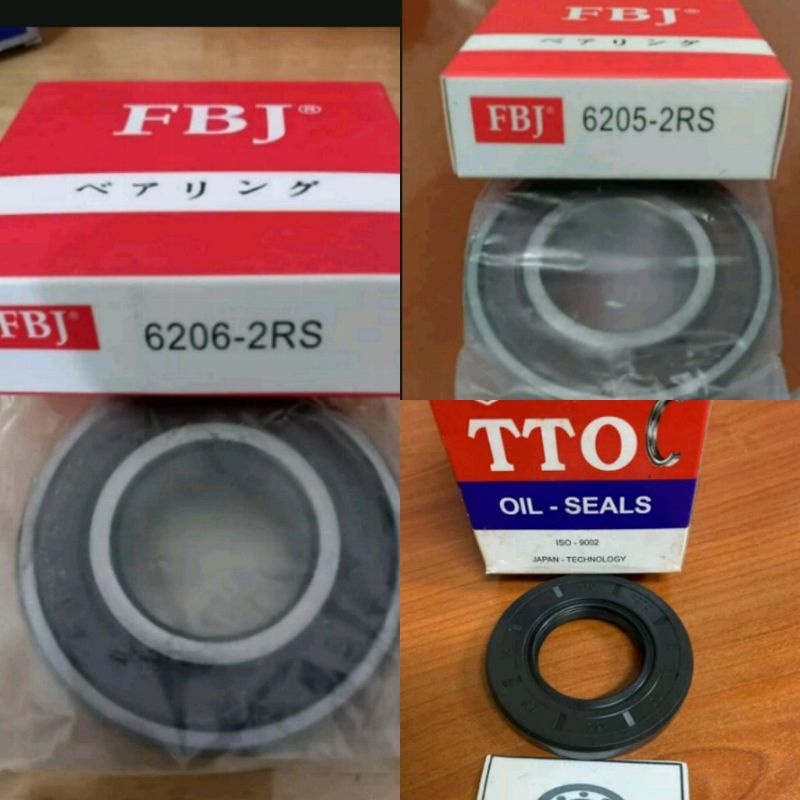 FBJ®
ベアリング
FBJ®
6206-2RS
FBJ®
ベアリング
FBJ®
6205-2RS
TTO
OIL - SEALS
ISO - 9002
JAPAN - TECHNOLOGY